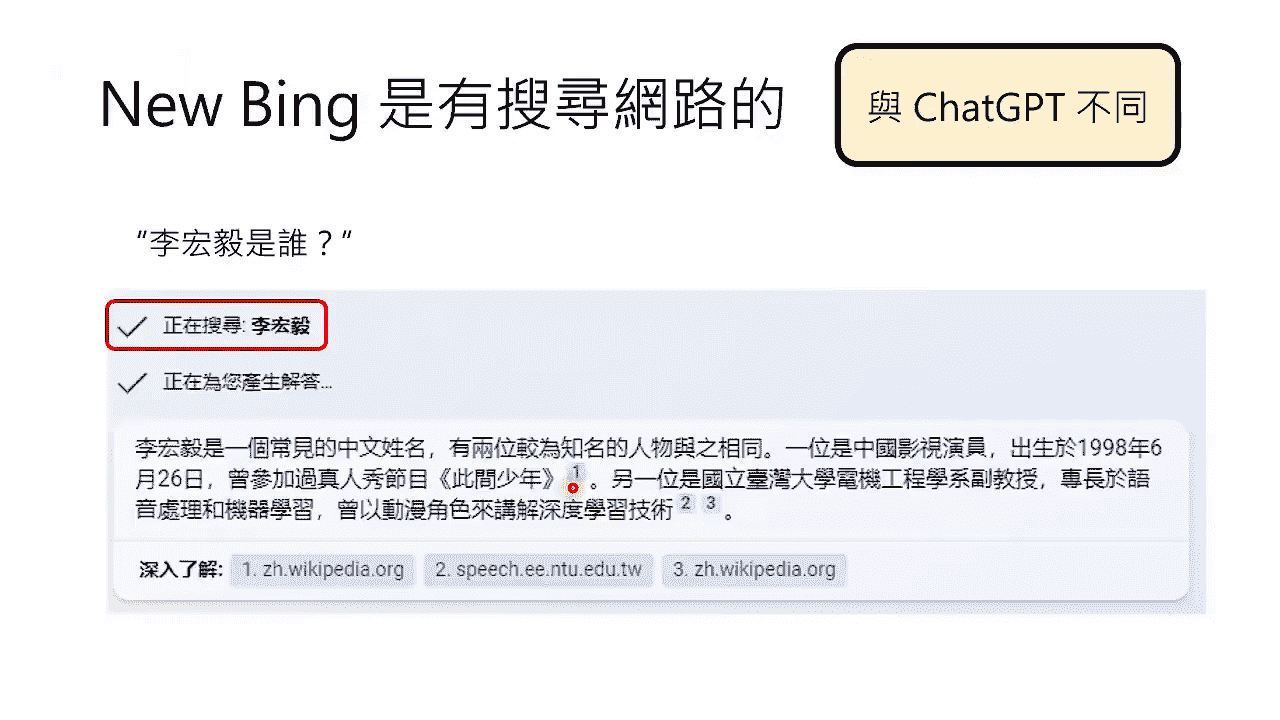 New Bing 是有搜尋網路的
與 ChatGPT 不同
“李宏毅是誰？“
正在搜尋: 李宏毅
正在為您產生解答...
李宏毅是一個常見的中文姓名，有兩位較為知名的人物與之相同。一位是中國影視演員，出生於1998年6
月26日，曾參加過真人秀節目《此間少年》 1 。另一位是國立臺灣大學電機工程學系副教授，專長於語
音處理和機器學習，曾以動漫角色來講解深度學習技術 2 3 。
深入了解: 1. zh.wikipedia.org 2. speech.ee.ntu.edu.tw 3. zh.wikipedia.org